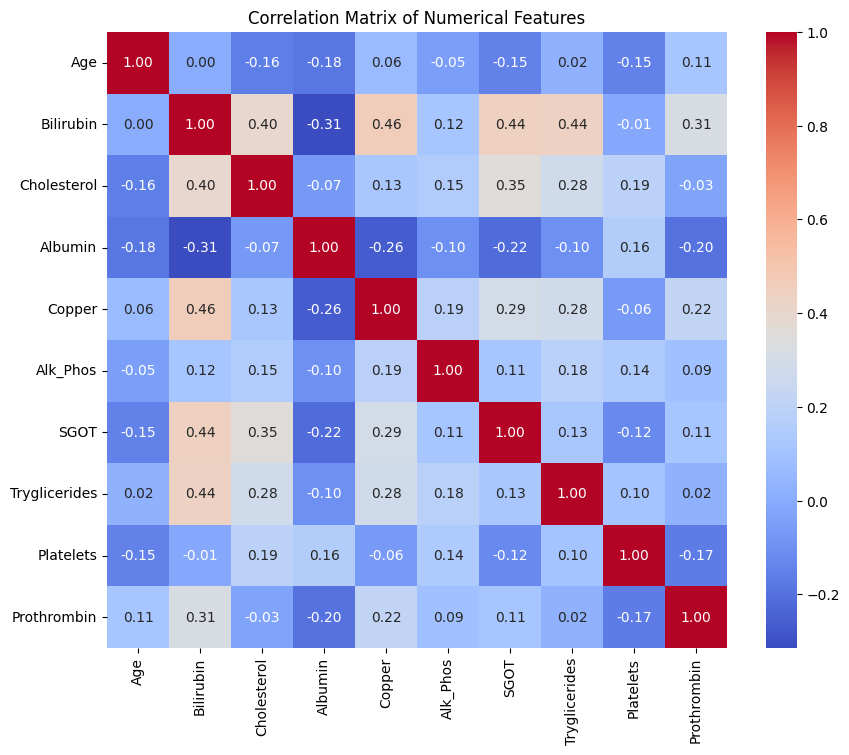 Correlation Matrix of Numerical Features
Age 1.00 0.00 -0.16 -0.18 0.06 -0.05 -0.15 0.02 -0.15 0.11
Bilirubin 0.00 1.00 0.40 -0.31 0.46 0.12 0.44 0.44 -0.01 0.31
Cholesterol -0.16 0.40 1.00 -0.07 0.13 0.15 0.35 0.28 0.19 -0.03
Albumin -0.18 -0.31 -0.07 1.00 -0.26 -0.10 -0.22 -0.10 0.16 -0.20
Copper 0.06 0.46 0.13 -0.26 1.00 0.19 0.29 0.28 -0.06 0.22
Alk_Phos -0.05 0.12 0.15 -0.10 0.19 1.00 0.11 0.18 0.14 0.09
SGOT -0.15 0.44 0.35 -0.22 0.29 0.11 1.00 0.13 -0.12 0.11
Tryglicerides 0.02 0.44 0.28 -0.10 0.28 0.18 0.13 1.00 0.10 0.02
Platelets -0.15 -0.01 0.19 0.16 -0.06 0.14 -0.12 0.10 1.00 -0.17
Prothrombin 0.11 0.31 -0.03 -0.20 0.22 0.09 0.11 0.02 -0.17 1.00
Age Bilirubin Cholesterol Albumin Copper Alk_Phos SGOT Tryglicerides Platelets Prothrombin
1.0
0.8
0.6
0.4
0.2
0.0
−0.2